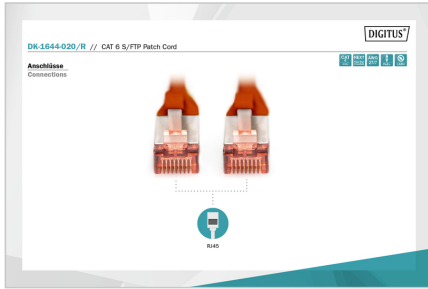 DIGITUS®
DK-1644-020/R // CAT 6 S/FTP Patch Cord
Anschlüsse
Connections
RJ45